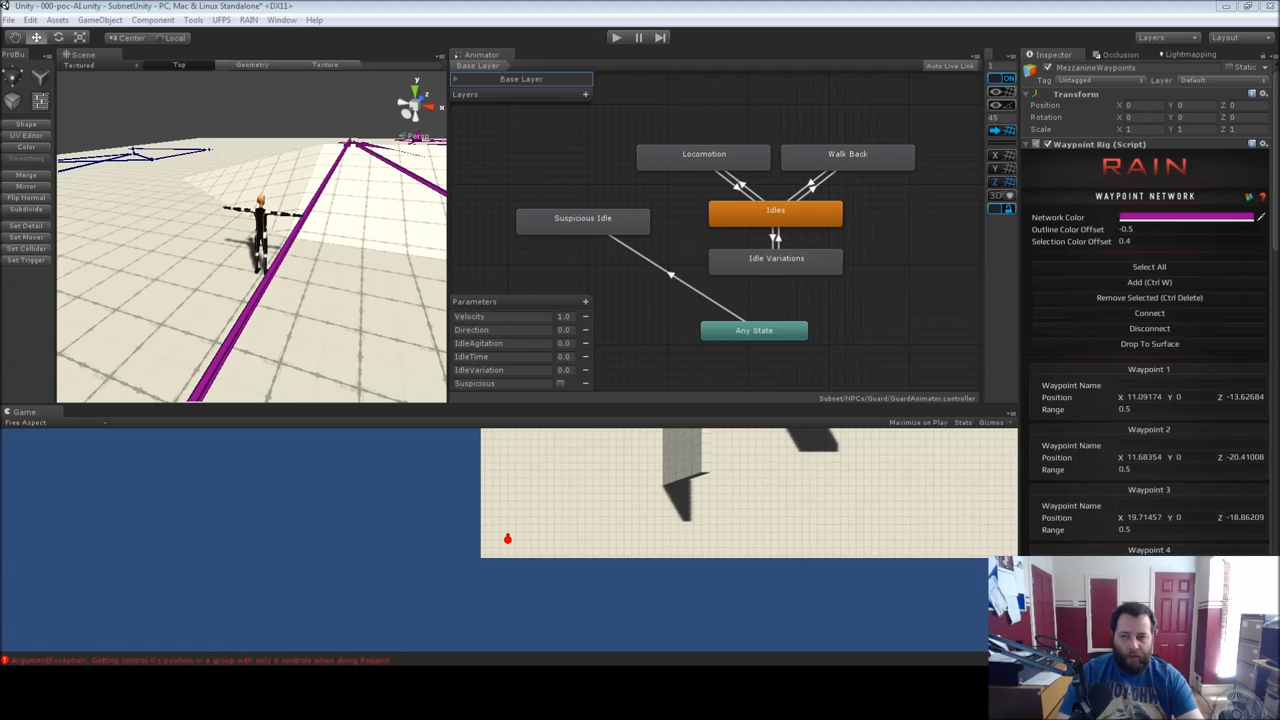 Unity - 000-poc-AI.unity - SubnetUnity - PC, Mac & Linux Standalone* <DX11>
File Edit Assets GameObject Component Tools UFPS RAIN Window Help
Center Local Layers Layout
ProBu
Scene
Textured Top Geometry Texture
Shape
UV Editor
Color
Smoothing
Merge
Mirror
Flip Normal
Subdivide
Set Detail
Set Mover
Set Collider
Set Trigger
y
x
Persp
Animator
Base Layer Auto Live Link
Base Layer
Layers +
Locomotion
Walk Back
Suspicious Idle
Idles
Idle Variations
Any State
Parameters +
Velocity 1.0 -
Direction 0.0 -
IdleAgitation 0.0 -
IdleTime 0.0 -
IdleVariation 0.0 -
Suspicious -
Subnet/NPCs/Guard/GuardAnimator.controller
1
ON
45
X
Y
Z
3D
Inspector Occlusion Lightmapping
MezzanineWaypoints Static
Tag Untagged Layer Default
Transform
Position X 0 Y 0 Z 0
Rotation X 0 Y 0 Z 0
Scale X 1 Y 1 Z 1
Waypoint Rig (Script)
RAIN
WAYPOINT NETWORK
Network Color
Outline Color Offset -0.5
Selection Color Offset 0.4
Select All
Add (Ctrl W)
Remove Selected (Ctrl Delete)
Connect
Disconnect
Drop To Surface
Waypoint 1
Waypoint Name
Position X 11.09174 Y 0 Z -13.62684
Range 0.5
Waypoint 2
Waypoint Name
Position X 11.68354 Y 0 Z -20.41008
Range 0.5
Waypoint 3
Waypoint Name
Position X 19.71457 Y 0 Z -18.86209
Range 0.5
Waypoint 4
Game
Free Aspect Maximize on Play Stats Gizmos
ArgumentException: Getting control 0's position in a group with only 0 controls when doing Repaint